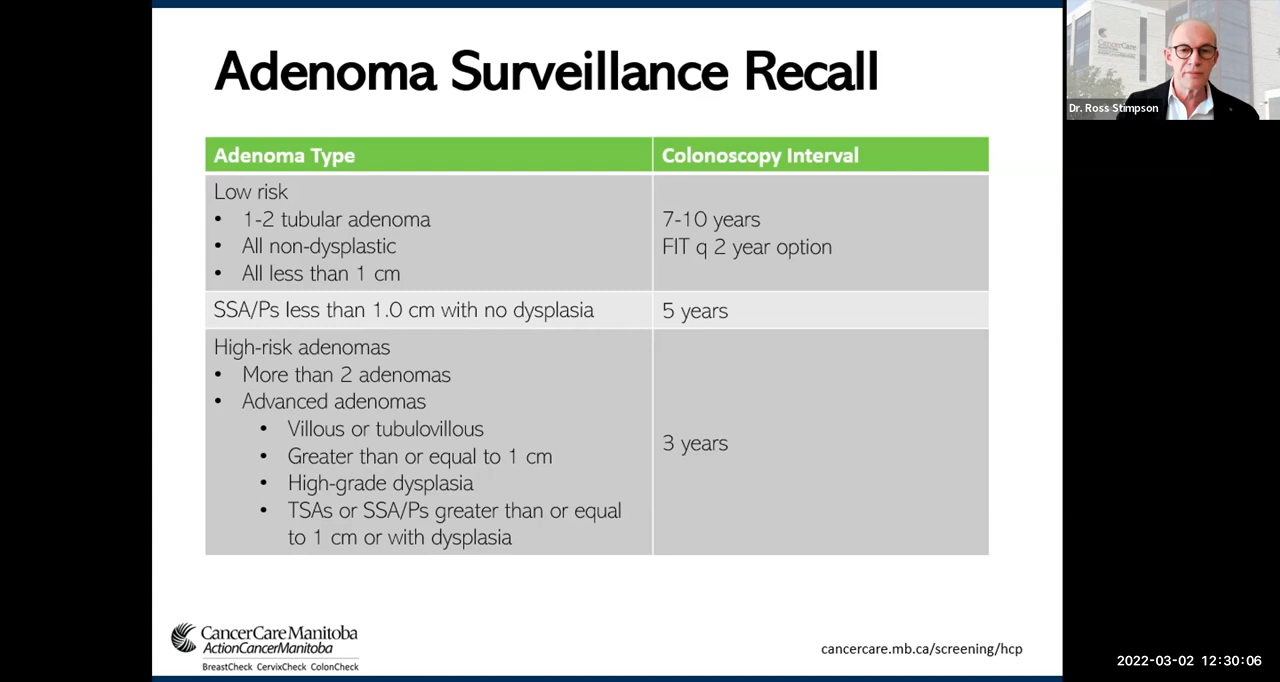 Adenoma Surveillance Recall
Dr. Ross Stimpson
Adenoma Type
Colonoscopy Interval
Low risk
• 1-2 tubular adenoma
• All non-dysplastic
• All less than 1 cm
7-10 years
FIT q 2 year option
SSA/Ps less than 1.0 cm with no dysplasia
5 years
High-risk adenomas
• More than 2 adenomas
• Advanced adenomas
• Villous or tubulovillous
• Greater than or equal to 1 cm
• High-grade dysplasia
• TSAs or SSA/Ps greater than or equal
to 1 cm or with dysplasia
3 years
CancerCare Manitoba
ActionCancerManitoba
BreastCheck CervixCheck ColonCheck
cancercare.mb.ca/screening/hcp
2022-03-02 12:30:06